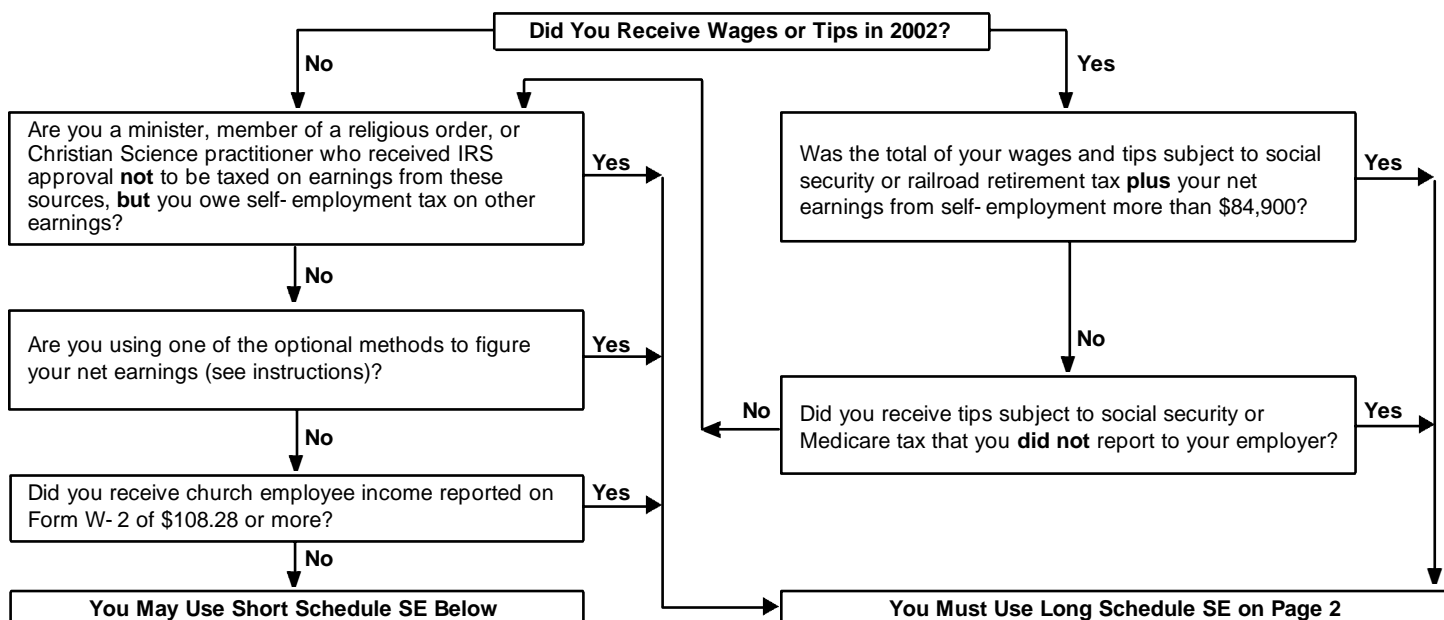 Did You Receive Wages or Tips in 2002?
No
Yes
Are you a minister, member of a religious order, or
Christian Science practitioner who received IRS
approval not to be taxed on earnings from these
sources, but you owe self- employment tax on other
earnings?
Yes
Was the total of your wages and tips subject to social
security or railroad retirement tax plus your net
earnings from self- employment more than $84,900?
Yes
No
No
Are you using one of the optional methods to figure
your net earnings (see instructions)?
Yes
No
Did you receive tips subject to social security or
Medicare tax that you did not report to your employer?
Yes
No
Did you receive church employee income reported on
Form W- 2 of $108.28 or more?
Yes
No
You May Use Short Schedule SE Below
You Must Use Long Schedule SE on Page 2